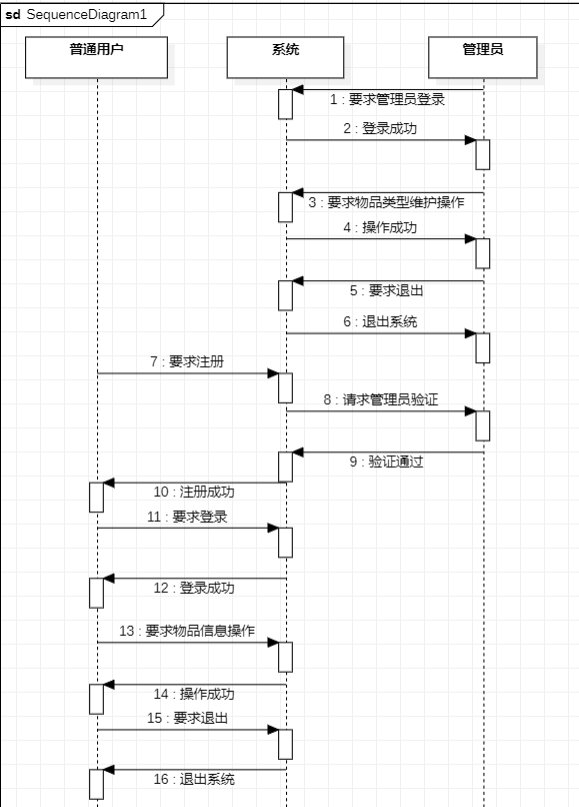 sd SequenceDiagram1
普通用户 系统 管理员
1 : 要求管理员登录
2 : 登录成功
3 : 要求物品类型维护操作
4 : 操作成功
5 : 要求退出
6 : 退出系统
7 : 要求注册
8 : 请求管理员验证
9 : 验证通过
10 : 注册成功
11 : 要求登录
12 : 登录成功
13 : 要求物品信息操作
14 : 操作成功
15 : 要求退出
16 : 退出系统